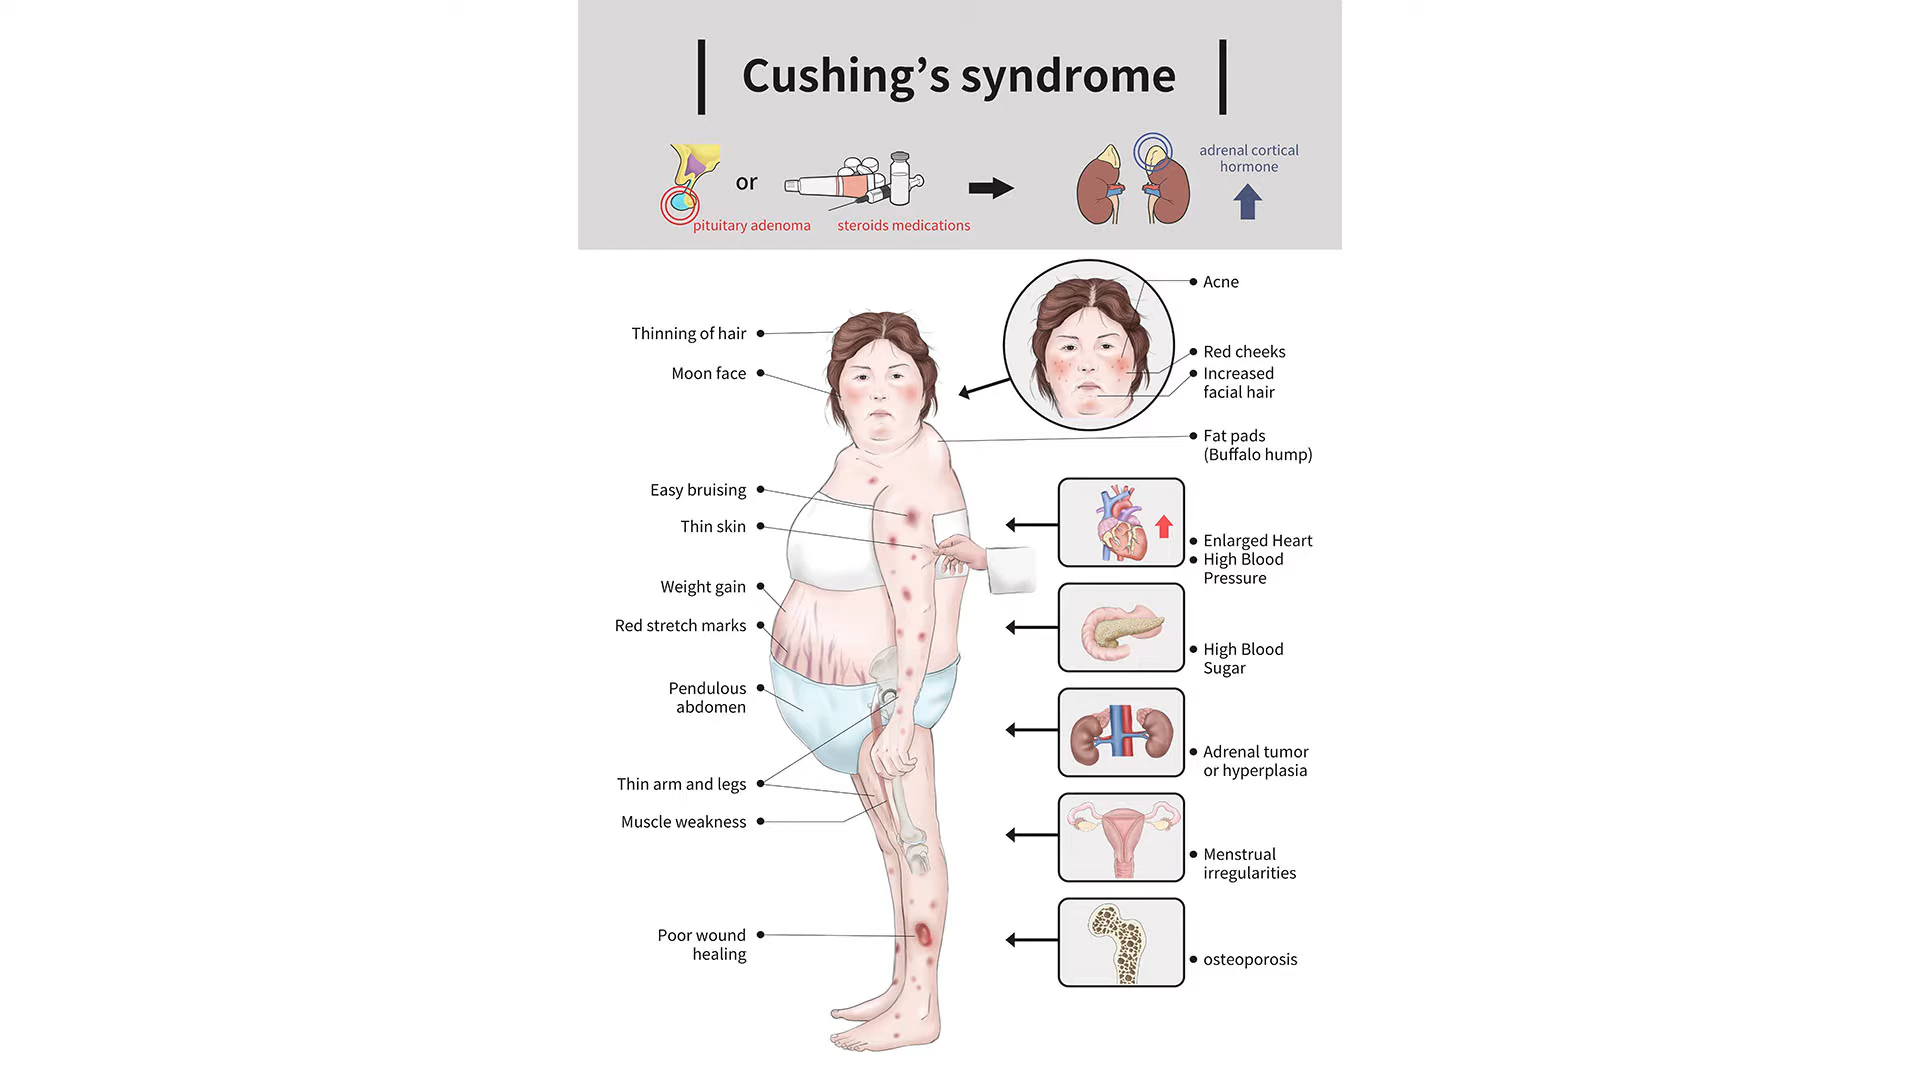 Cushing’s syndrome
or
pituitary adenoma
steroids medications
adrenal cortical
hormone
Thinning of hair
Moon face
Easy bruising
Thin skin
Weight gain
Red stretch marks
Pendulous
abdomen
Thin arm and legs
Muscle weakness
Poor wound
healing
Acne
Red cheeks
Increased
facial hair
Fat pads
(Buffalo hump)
Enlarged Heart
High Blood
Pressure
High Blood
Sugar
Adrenal tumor
or hyperplasia
Menstrual
irregularities
osteoporosis